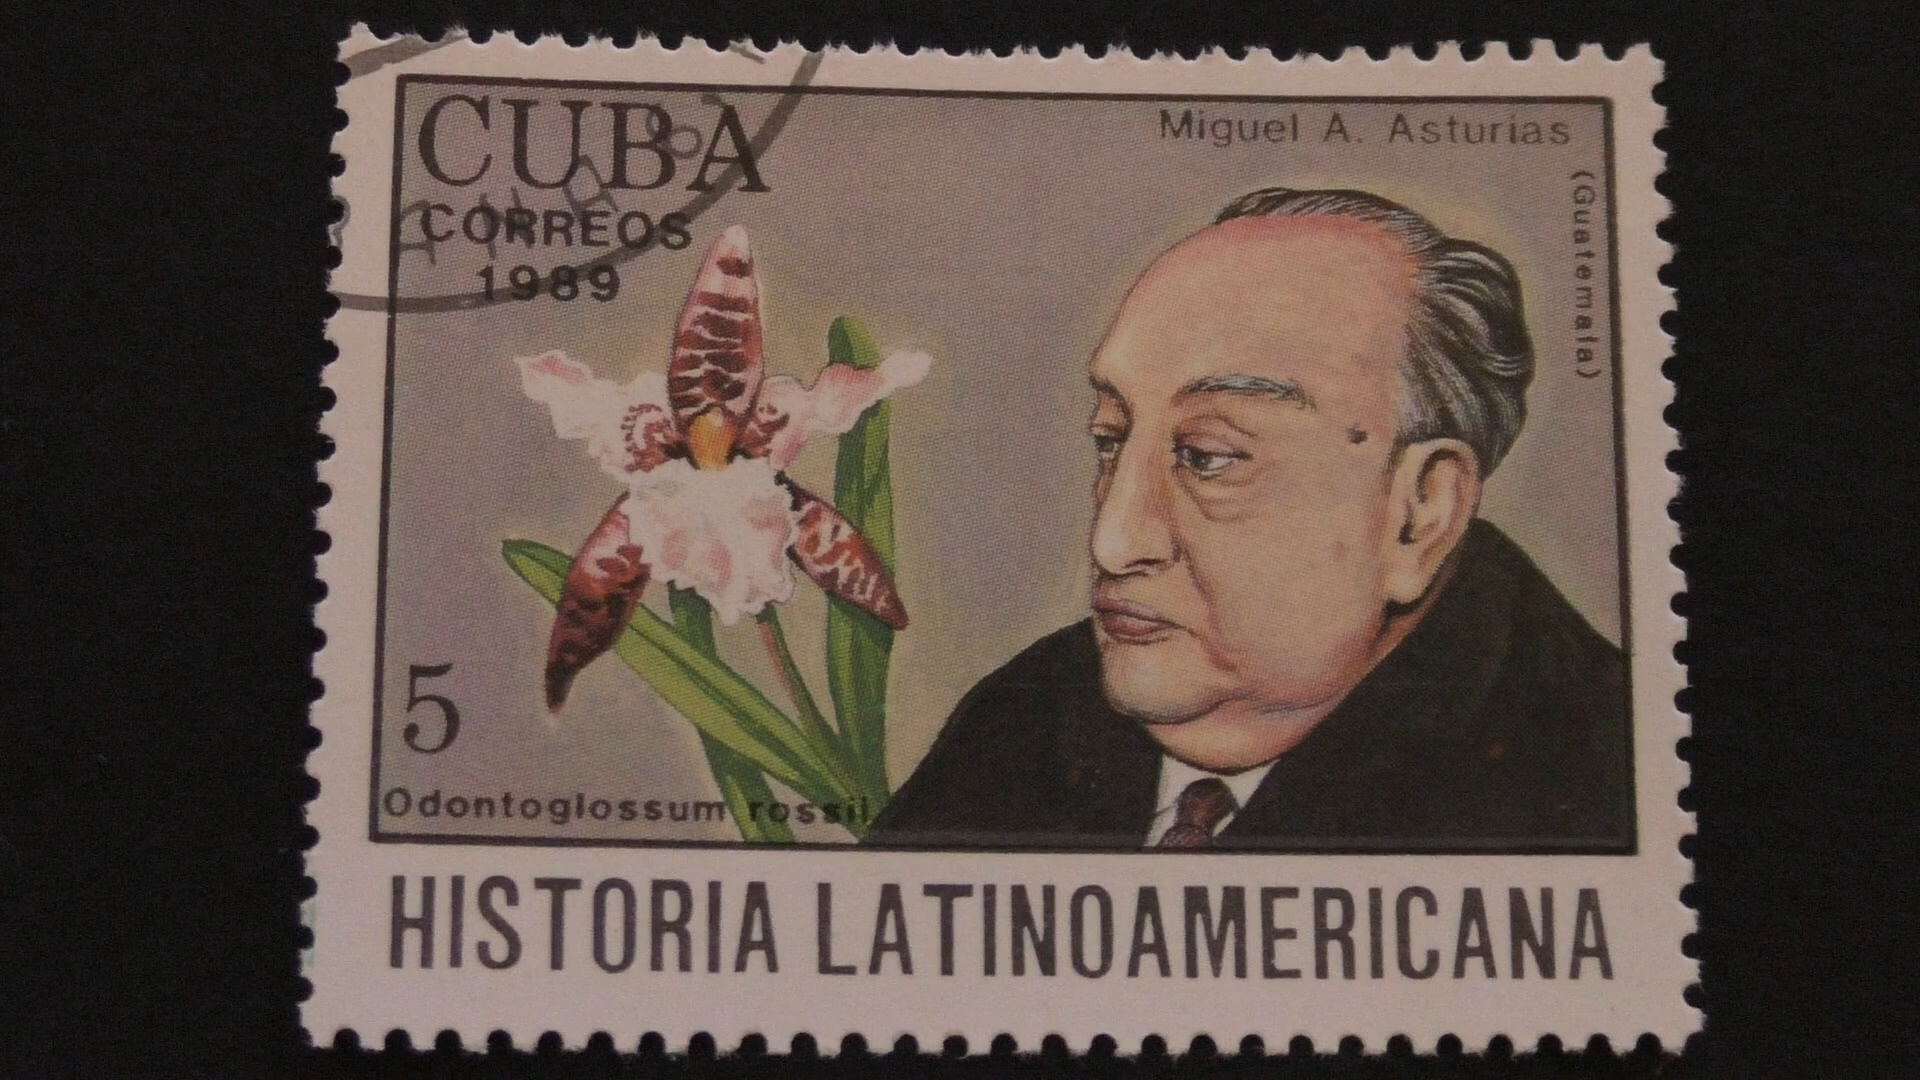 CUBA
CORREOS
1989
Miguel A. Asturias
(Guatemala)
5
Odontoglossum rossii
HISTORIA LATINOAMERICANA